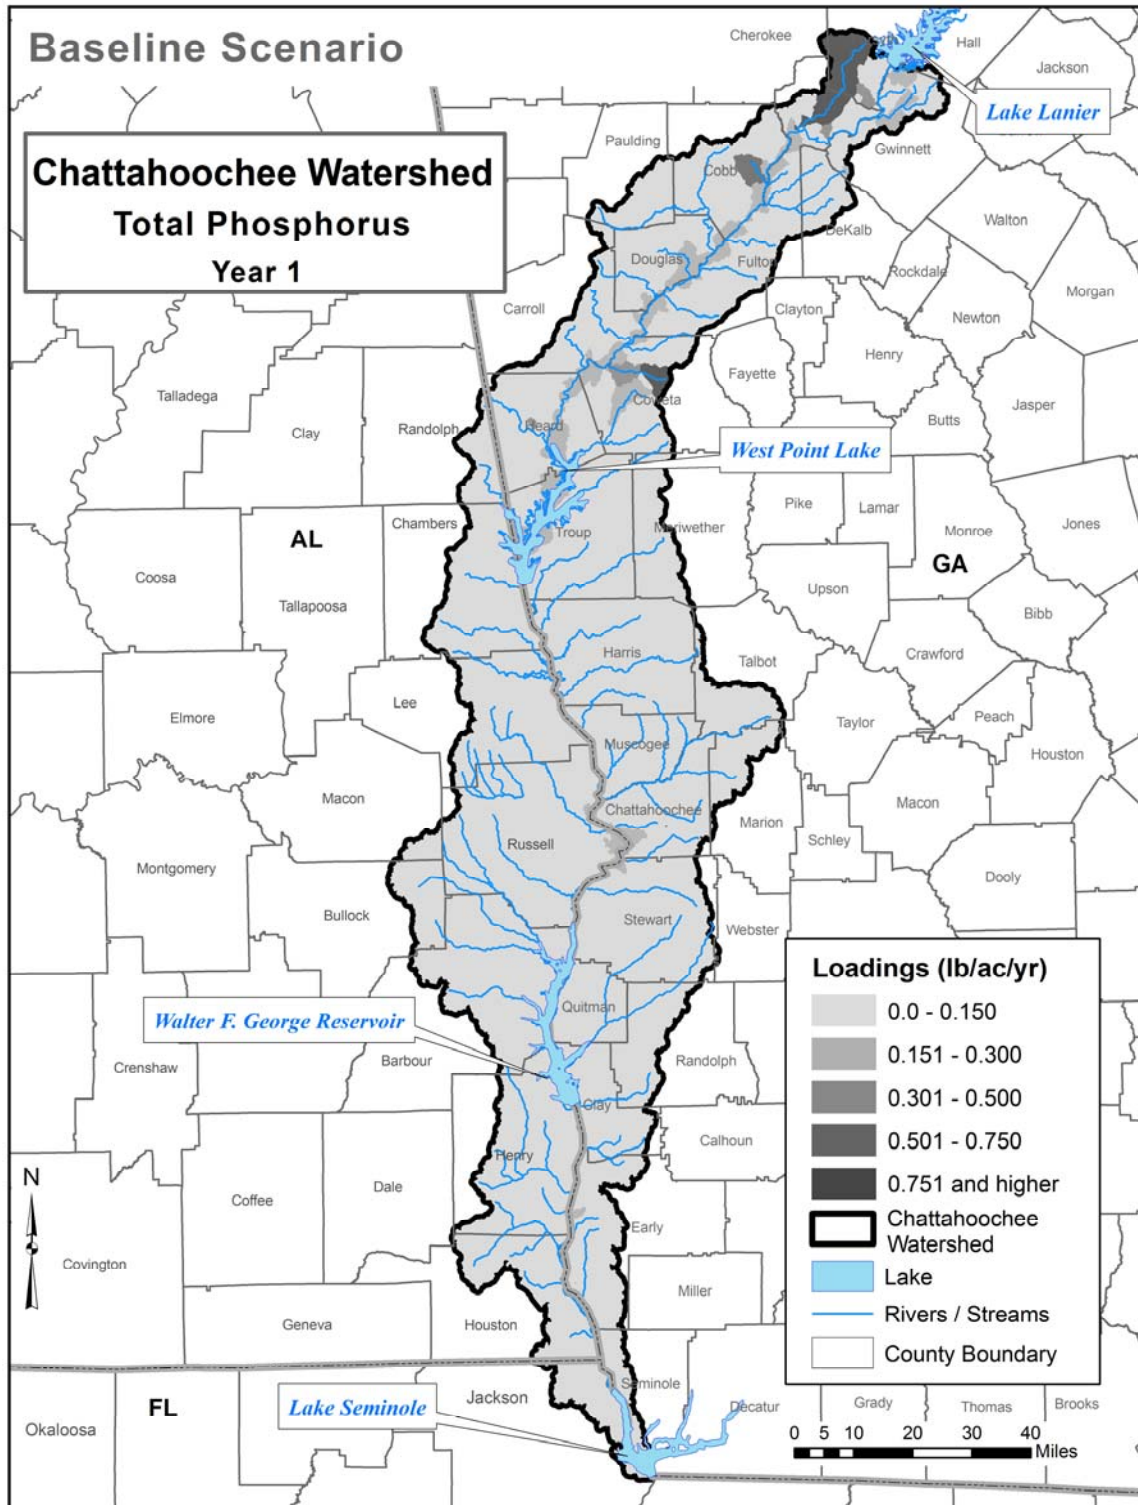 Baseline Scenario
Chattahoochee Watershed
Total Phosphorus
Year 1
Cherokee
Hall
Jackson
Lake Lanier
Paulding
Cobb
Gwinnett
Walton
DeKalb
Douglas
Fulton
Rockdale
Morgan
Carroll
Clayton
Newton
Henry
Fayette
Talladega
Coweta
Jasper
Butts
Clay
Randolph
Heard
West Point Lake
Pike
Lamar
Monroe
Jones
Chambers
Troup
Meriwether
AL
GA
Coosa
Tallapoosa
Upson
Bibb
Harris
Talbot
Crawford
Lee
Elmore
Taylor
Peach
Houston
Muscogee
Macon
Macon
Chattahoochee
Marion
Schley
Russell
Montgomery
Dooly
Bullock
Stewart
Webster
Quitman
Walter F. George Reservoir
Crenshaw
Barbour
Randolph
Clay
Calhoun
Henry
Coffee
Dale
Early
Covington
Miller
Geneva
Houston
Seminole
Jackson
FL
Lake Seminole
Decatur
Okaloosa
Grady
Thomas
Brooks
N
Loadings (lb/ac/yr)
0.0 - 0.150
0.151 - 0.300
0.301 - 0.500
0.501 - 0.750
0.751 and higher
Chattahoochee
Watershed
Lake
Rivers / Streams
County Boundary
0 5 10 20 30 40
Miles